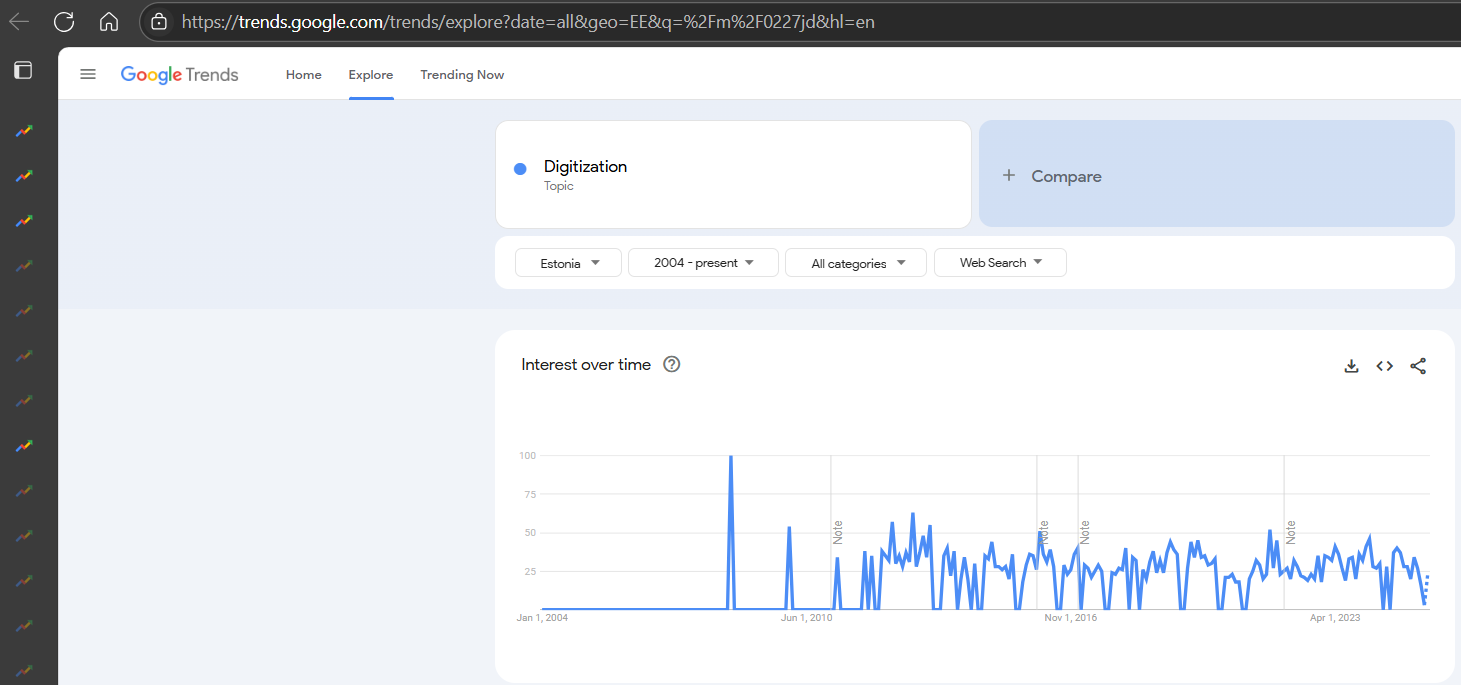 https://trends.google.com/trends/explore?date=all&geo=EE&q=%2Fm%2F0227jd&hl=en
Google Trends Home Explore Trending Now
Digitization
Topic
+ Compare
Estonia 2004 - present All categories Web Search
Interest over time ?
100
75
50
25
Note Note Note Note
Jan 1, 2004 Jun 1, 2010 Nov 1, 2016 Apr 1, 2023